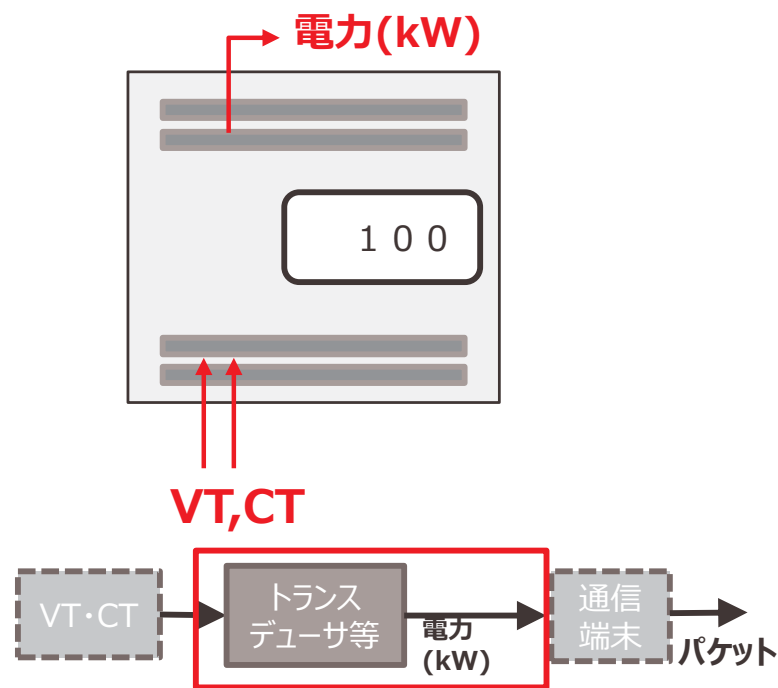 電力(kW)
１００
VT,CT
VT・CT
トランス
デューサ等
電力
(kW)
通信
端末
パケット